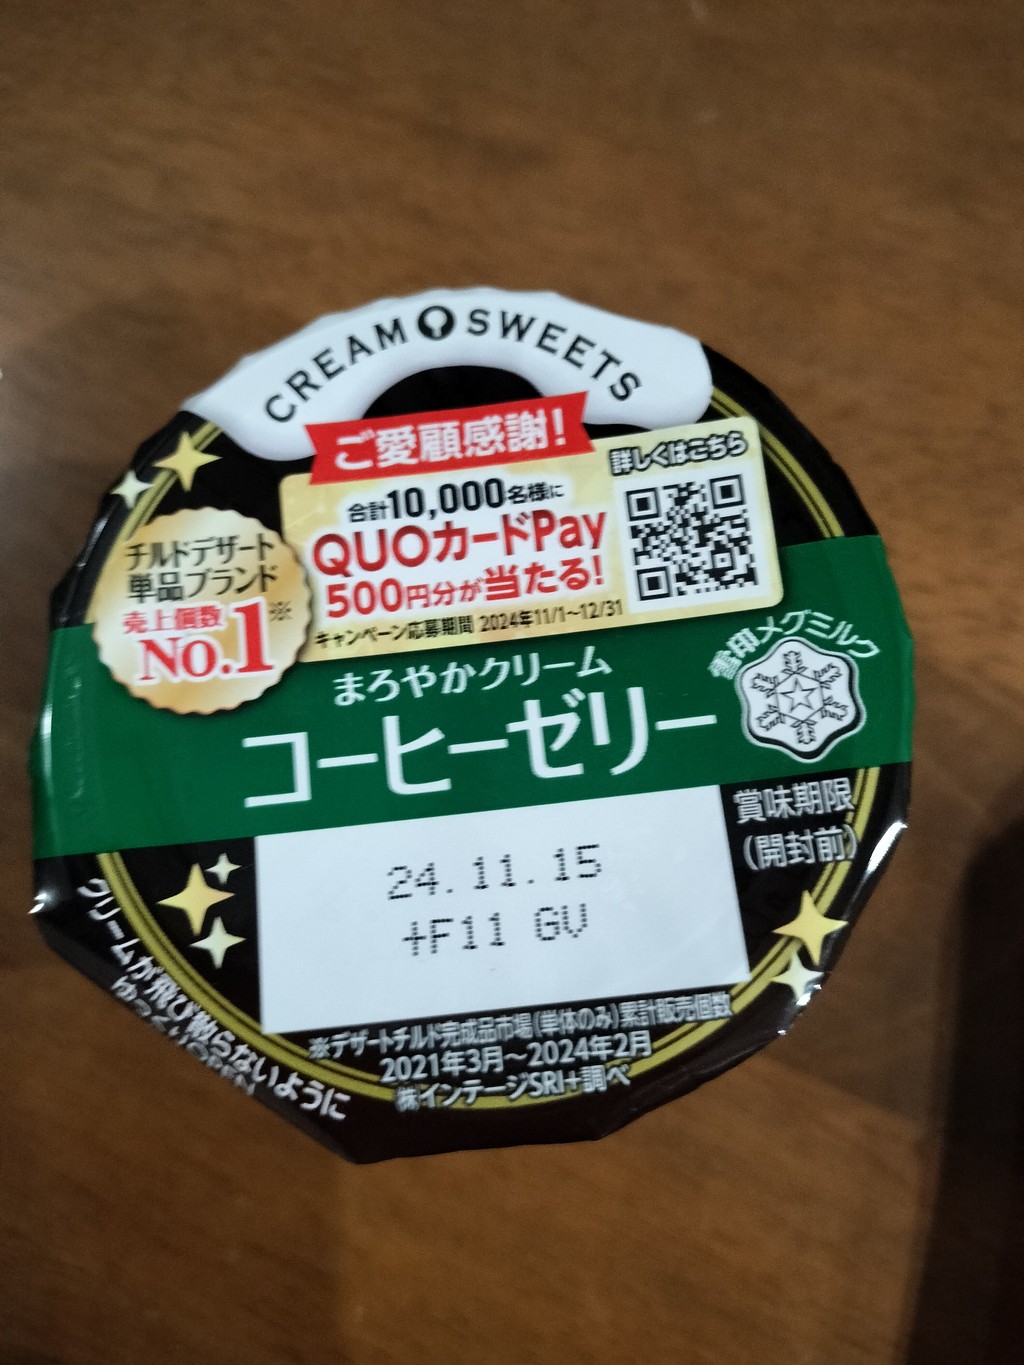 CREAM SWEETS
ご愛顧感謝!
詳しくはこちら
合計10,000名様に
QUOカードPay
500円分が当たる!
キャンペーン応募期間 2024年11/1~12/31
チルドデザート
単品ブランド
売上個数
No.1※
まろやかクリーム
コーヒーゼリー
雪印メグミルク
賞味期限
(開封前)
24.11.15
+F11 GV
※デザートチルド完成品市場(単体のみ)累計販売個数
2021年3月~2024年2月
㈱インテージSRI+調べ
クリームが飛び散らないように
ゆっくりOPEN